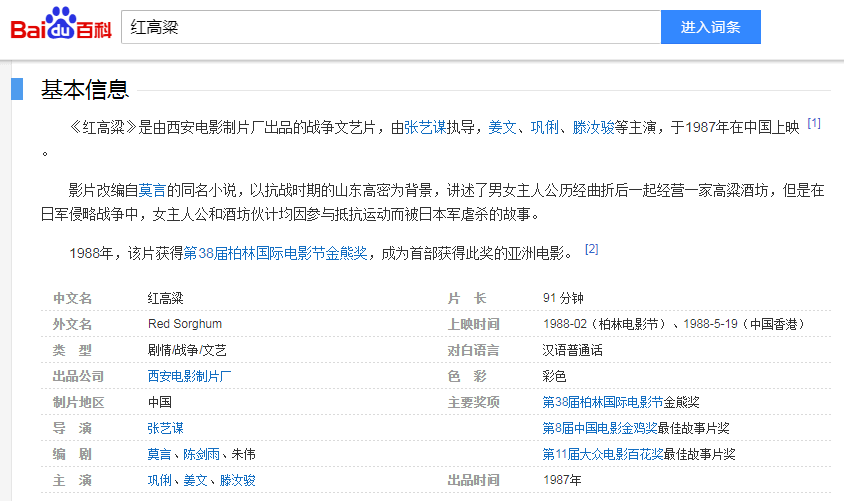 Bai du 百科
红高粱
进入词条
基本信息
《红高粱》是由西安电影制片厂出品的战争文艺片，由张艺谋执导，姜文、巩俐、滕汝骏等主演，于1987年在中国上映 [1]
。
影片改编自莫言的同名小说，以抗战时期的山东高密为背景，讲述了男女主人公历经曲折后一起经营一家高粱酒坊，但是在
日军侵略战争中，女主人公和酒坊伙计均因参与抵抗运动而被日本军虐杀的故事。
1988年，该片获得第38届柏林国际电影节金熊奖，成为首部获得此奖的亚洲电影。 [2]
中文名 红高粱 片 长 91 分钟
外文名 Red Sorghum 上映时间 1988-02（柏林电影节）、1988-5-19（中国香港）
类 型 剧情/战争/文艺 对白语言 汉语普通话
出品公司 西安电影制片厂 色 彩 彩色
制片地区 中国 主要奖项 第38届柏林国际电影节金熊奖
导 演 张艺谋 第8届中国电影金鸡奖最佳故事片奖
编 剧 莫言、陈剑雨、朱伟 第11届大众电影百花奖最佳故事片奖
主 演 巩俐、姜文、滕汝骏 出品时间 1987年